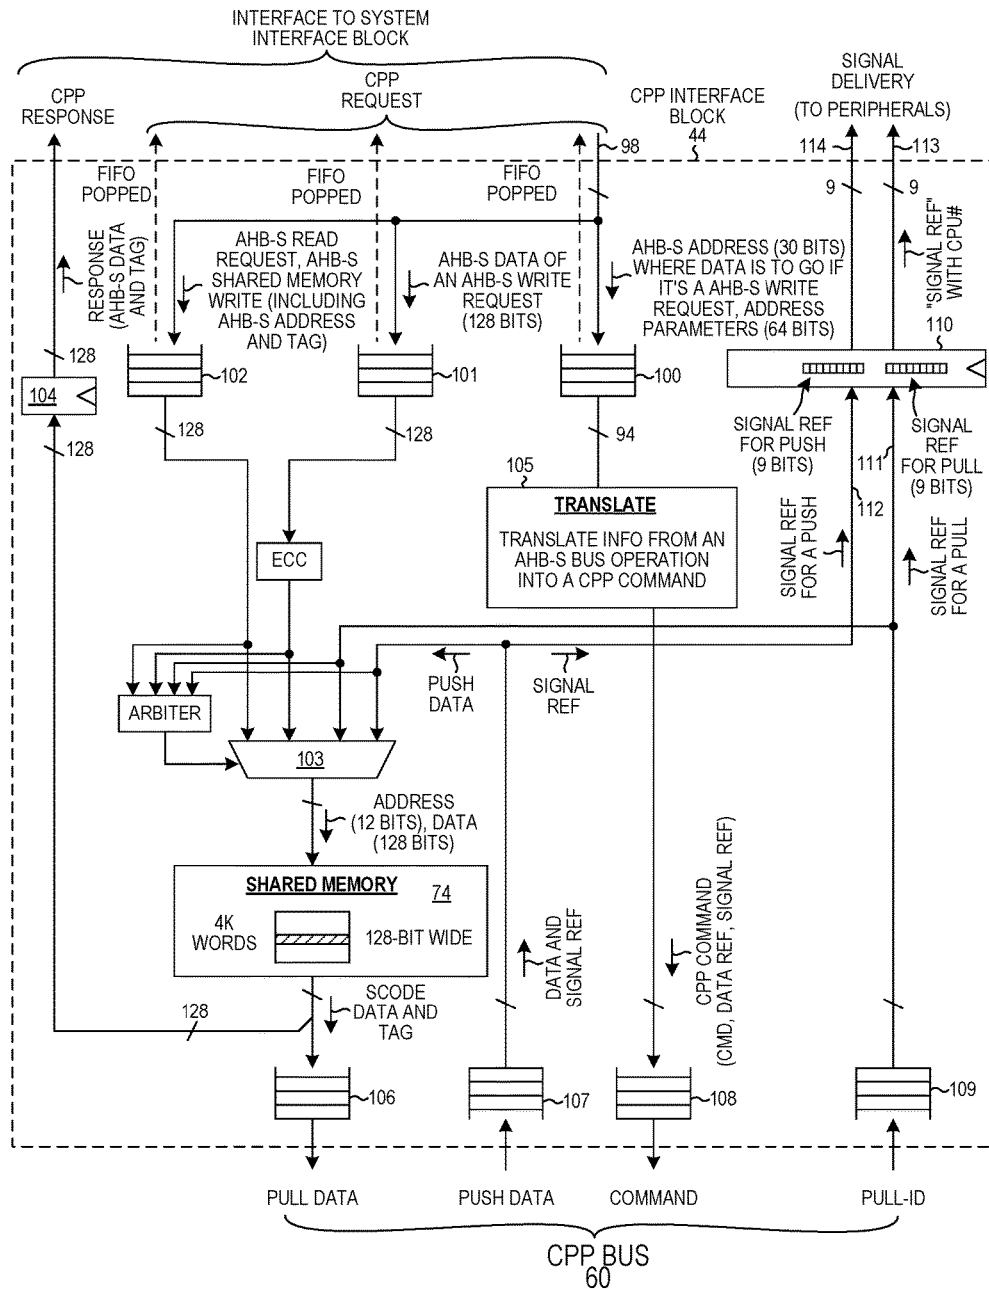 INTERFACE TO SYSTEM
INTERFACE BLOCK
CPP
RESPONSE
CPP
REQUEST
CPP INTERFACE
BLOCK
44
SIGNAL
DELIVERY
(TO PERIPHERALS)
98
114
113
FIFO
POPPED
FIFO
POPPED
FIFO
POPPED
9
9
RESPONSE
(AHB-S DATA
AND TAG)
AHB-S READ
REQUEST, AHB-S
SHARED MEMORY
WRITE (INCLUDING
AHB-S ADDRESS
AND TAG)
AHB-S DATA OF
AN AHB-S WRITE
REQUEST
(128 BITS)
AHB-S ADDRESS (30 BITS)
WHERE DATA IS TO GO IF
IT'S A AHB-S WRITE
REQUEST, ADDRESS
PARAMETERS (64 BITS)
"SIGNAL REF"
WITH CPU#
110
128
104
102
101
100
128
128
128
94
SIGNAL REF
FOR PUSH
(9 BITS)
SIGNAL
REF
FOR PULL
(9 BITS)
111
112
105
TRANSLATE
TRANSLATE INFO FROM AN
AHB-S BUS OPERATION
INTO A CPP COMMAND
ECC
SIGNAL REF
FOR A PUSH
SIGNAL REF
FOR A PULL
PUSH
DATA
SIGNAL
REF
ARBITER
103
ADDRESS
(12 BITS), DATA
(128 BITS)
SHARED MEMORY
74
4K
WORDS
128-BIT WIDE
DATA AND
SIGNAL REF
CPP COMMAND
(CMD, DATA REF, SIGNAL REF)
SCODE
DATA AND
TAG
128
106
107
108
109
PULL DATA
PUSH DATA
COMMAND
PULL-ID
CPP BUS
60